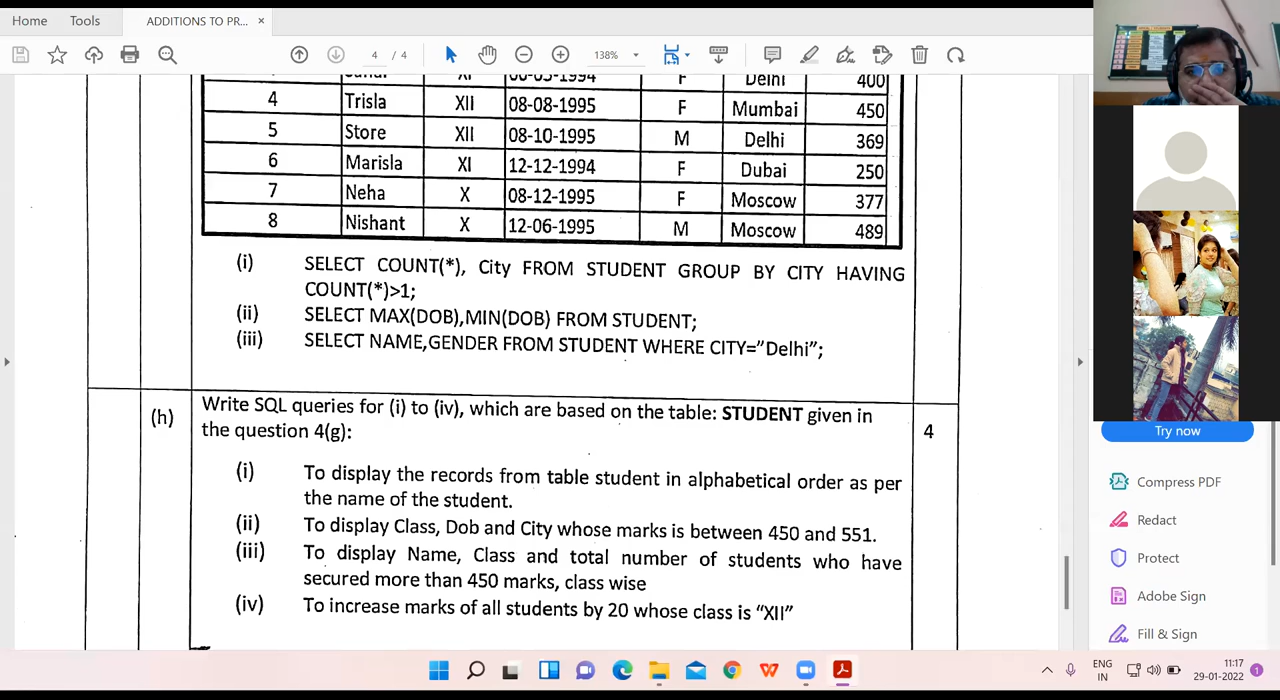 Home Tools ADDITIONS TO PR... ×
4 / 4 138%
XI F Delhi 400
4 Trisla XII 08-08-1995 F Mumbai 450
5 Store XII 08-10-1995 M Delhi 369
6 Marisla XI 12-12-1994 F Dubai 250
7 Neha X 08-12-1995 F Moscow 377
8 Nishant X 12-06-1995 M Moscow 489
(i) SELECT COUNT(*), City FROM STUDENT GROUP BY CITY HAVING
COUNT(*)>1;
(ii) SELECT MAX(DOB),MIN(DOB) FROM STUDENT;
(iii) SELECT NAME,GENDER FROM STUDENT WHERE CITY=”Delhi”;
(h) Write SQL queries for (i) to (iv), which are based on the table: STUDENT given in
the question 4(g): 4
(i) To display the records from table student in alphabetical order as per
the name of the student.
(ii) To display Class, Dob and City whose marks is between 450 and 551.
(iii) To display Name, Class and total number of students who have
secured more than 450 marks, class wise
(iv) To increase marks of all students by 20 whose class is “XII”
Try now
Compress PDF
Redact
Protect
Adobe Sign
Fill & Sign
ENG
IN
11:17
29-01-2022
1